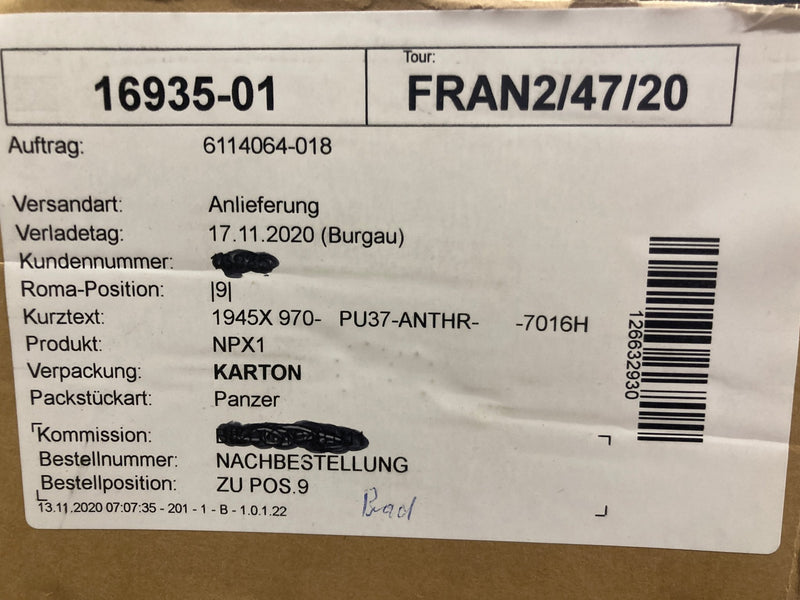 16935-01
Tour:
FRAN2/47/20
Auftrag: 6114064-018
Versandart: Anlieferung
Verladetag: 17.11.2020 (Burgau)
Kundennummer:
Roma-Position: |9|
Kurztext: 1945X 970- PU37-ANTHR- -7016H
Produkt: NPX1
Verpackung: KARTON
Packstückart: Panzer
Kommission:
Bestellnummer: NACHBESTELLUNG
Bestellposition: ZU POS.9
13.11.2020 07:07:35 - 201 - 1 - B - 1.0.1.22
Bad
126632930